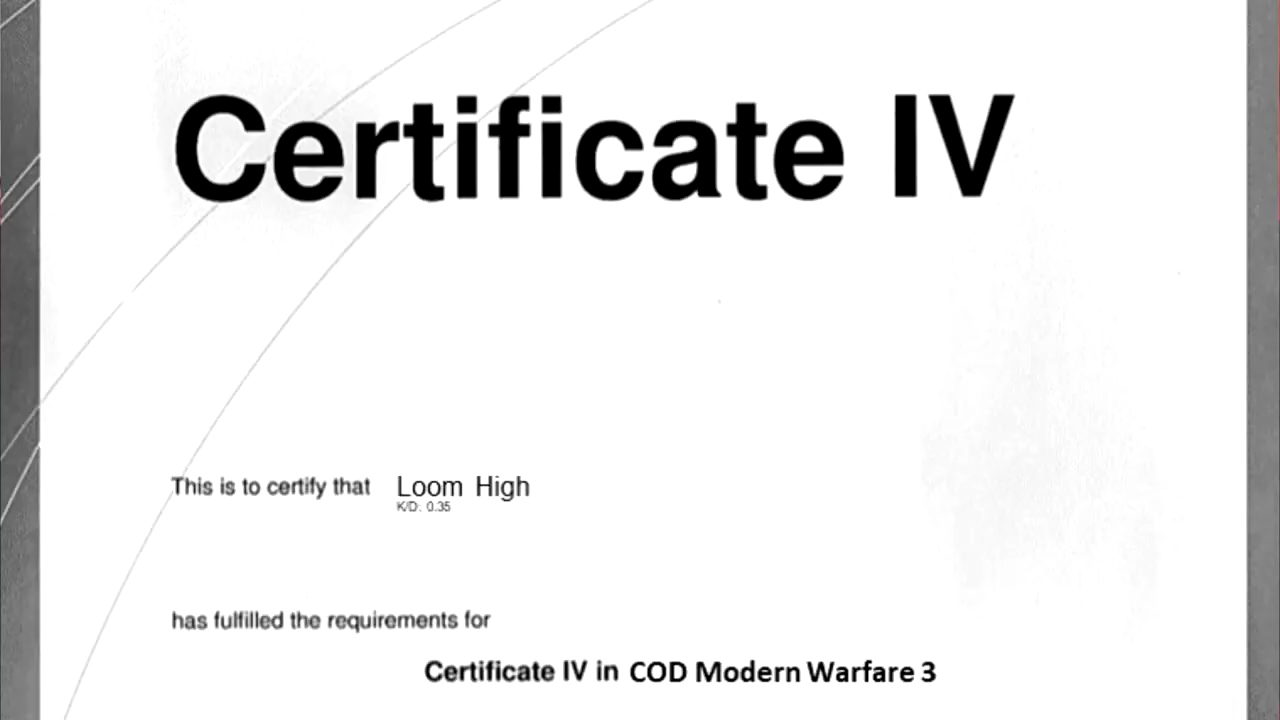 Certificate IV
This is to certify that Loom High
K/D: 0.35
has fulfilled the requirements for
Certificate IV in COD Modern Warfare 3